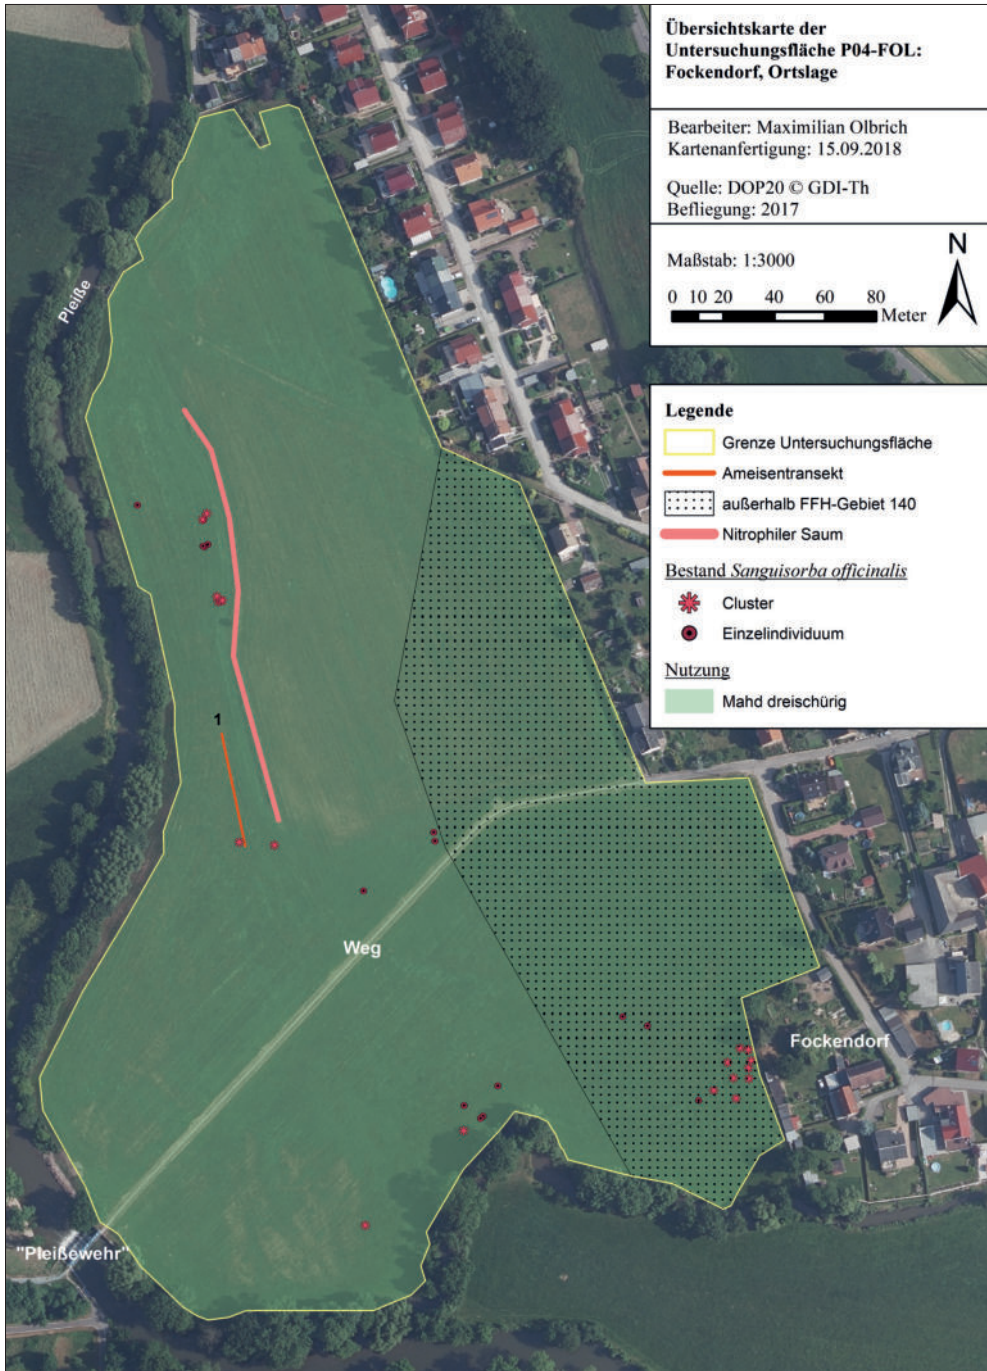 Übersichtskarte der
Untersuchungsfläche P04-FOL:
Fockendorf, Ortslage
Bearbeiter: Maximilian Olbrich
Kartenanfertigung: 15.09.2018
Quelle: DOP20 © GDI-Th
Befliegung: 2017
Maßstab: 1:3000
N
0 10 20 40 60 80
Meter
Legende
Grenze Untersuchungsfläche
Ameisentransekt
außerhalb FFH-Gebiet 140
Nitrophiler Saum
Bestand Sanguisorba officinalis
Cluster
Einzelindividuum
Nutzung
Mahd dreischürig
Pleiße
1
Weg
Fockendorf
"Pleißewehr"